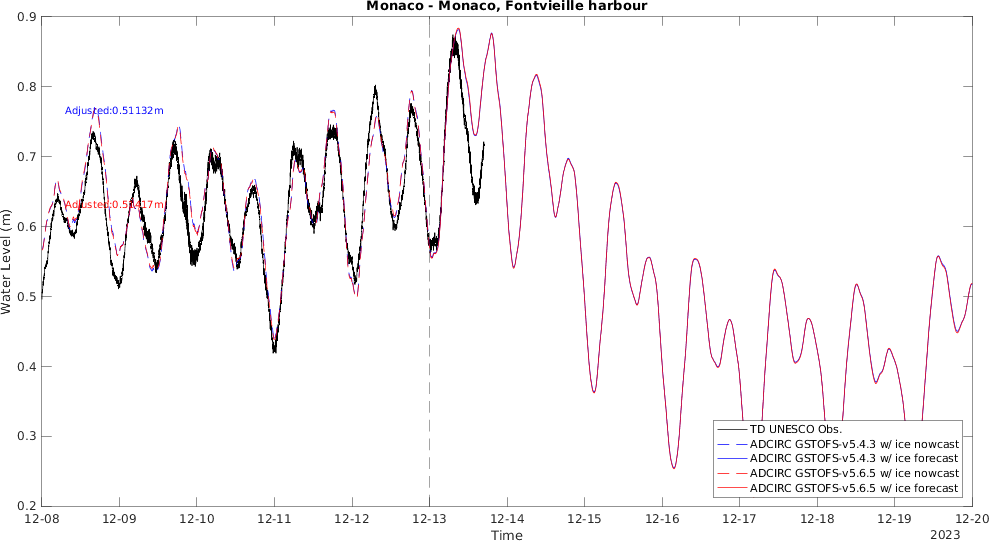 Monaco - Monaco, Fontvieille harbour
0.9
0.8
0.7
0.6
0.5
0.4
0.3
0.2
Water Level (m)
Adjusted:0.51132m
TD UNESCO Obs.
ADCIRC GSTOFS-v5.4.3 w/ ice nowcast
ADCIRC GSTOFS-v5.4.3 w/ ice forecast
ADCIRC GSTOFS-v5.6.5 w/ ice nowcast
ADCIRC GSTOFS-v5.6.5 w/ ice forecast
12-08 12-09 12-10 12-11 12-12 12-13 12-14 12-15 12-16 12-17 12-18 12-19 12-20
Time
2023